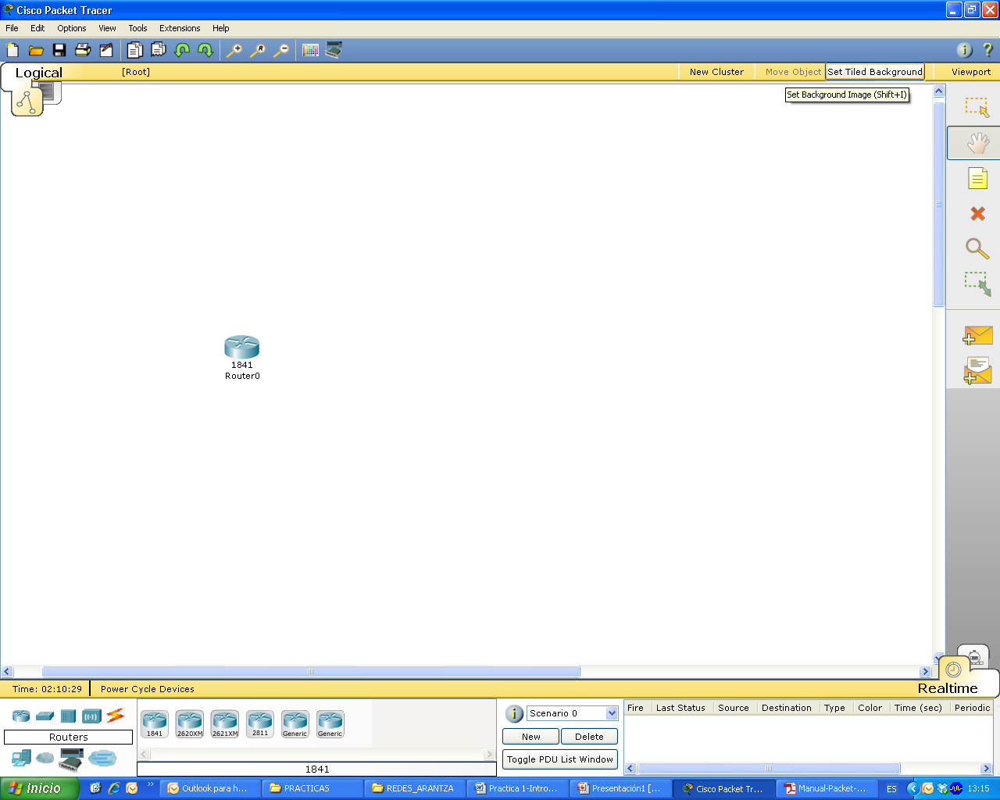 Cisco Packet Tracer
File Edit Options View Tools Extensions Help
Logical [Root] New Cluster Move Object Set Tiled Background Viewport
Set Background Image (Shift+I)
1841
Router0
Time: 02:10:29 Power Cycle Devices Realtime
Fire Last Status Source Destination Type Color Time (sec) Periodic
Scenario 0
1841 2620XM 2621XM 2811 Generic Generic
Routers
New Delete
Toggle PDU List Window
1841
Inicio Outlook para h... PRACTICAS REDES_ARANTZA Practica 1-Intro... Presentación1 [... Cisco Packet Tr... Manual-Packet-... ES 13:15